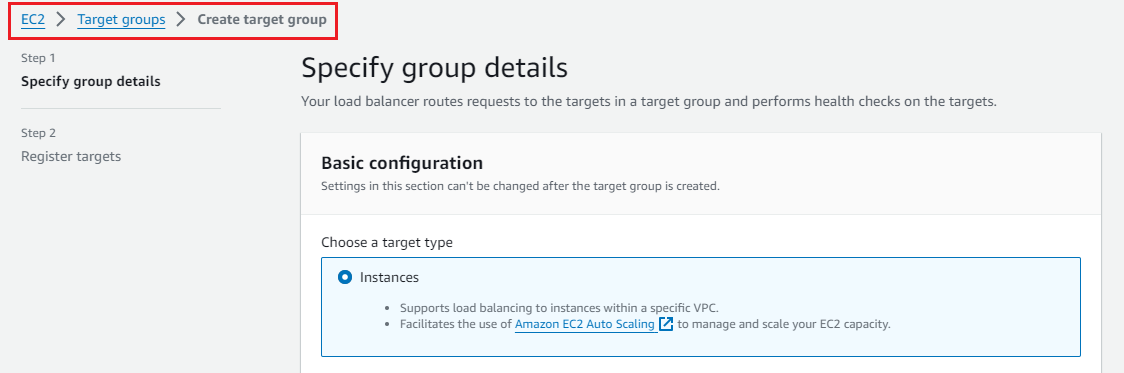 EC2 > Target groups > Create target group
Step 1
Specify group details
Step 2
Register targets
Specify group details
Your load balancer routes requests to the targets in a target group and performs health checks on the targets.
Basic configuration
Settings in this section can't be changed after the target group is created.
Choose a target type
Instances
• Supports load balancing to instances within a specific VPC.
• Facilitates the use of Amazon EC2 Auto Scaling to manage and scale your EC2 capacity.